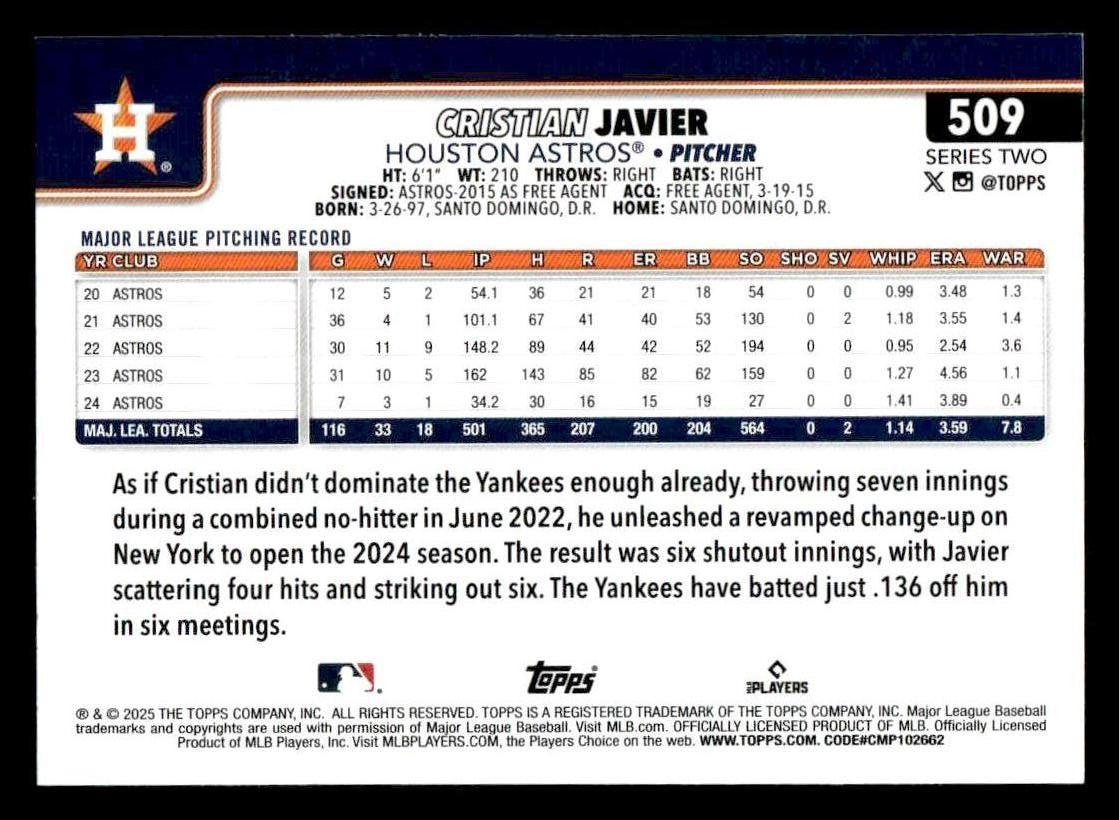 H®
CRISTIAN JAVIER
509
HOUSTON ASTROS® • PITCHER
SERIES TWO
HT: 6'1" WT: 210 THROWS: RIGHT BATS: RIGHT
@TOPPS
SIGNED: ASTROS-2015 AS FREE AGENT ACQ: FREE AGENT, 3-19-15
BORN: 3-26-97, SANTO DOMINGO, D.R. HOME: SANTO DOMINGO, D.R.
MAJOR LEAGUE PITCHING RECORD
YR CLUB G W L IP H R ER BB SO SHO SV WHIP ERA WAR
20 ASTROS 12 5 2 54.1 36 21 21 18 54 0 0 0.99 3.48 1.3
21 ASTROS 36 4 1 101.1 67 41 40 53 130 0 2 1.18 3.55 1.4
22 ASTROS 30 11 9 148.2 89 44 42 52 194 0 0 0.95 2.54 3.6
23 ASTROS 31 10 5 162 143 85 82 62 159 0 0 1.27 4.56 1.1
24 ASTROS 7 3 1 34.2 30 16 15 19 27 0 0 1.41 3.89 0.4
MAJ. LEA. TOTALS 116 33 18 501 365 207 200 204 564 0 2 1.14 3.59 7.8
As if Cristian didn't dominate the Yankees enough already, throwing seven innings
during a combined no-hitter in June 2022, he unleashed a revamped change-up on
New York to open the 2024 season. The result was six shutout innings, with Javier
scattering four hits and striking out six. The Yankees have batted just .136 off him
in six meetings.
Topps
MLB PLAYERS
® & © 2025 THE TOPPS COMPANY, INC. ALL RIGHTS RESERVED. TOPPS IS A REGISTERED TRADEMARK OF THE TOPPS COMPANY, INC. Major League Baseball
trademarks and copyrights are used with permission of Major League Baseball. Visit MLB.com. OFFICIALLY LICENSED PRODUCT OF MLB. Officially Licensed
Product of MLB Players, Inc. Visit MLBPLAYERS.COM, the Players Choice on the web. WWW.TOPPS.COM. CODE#CMP102662